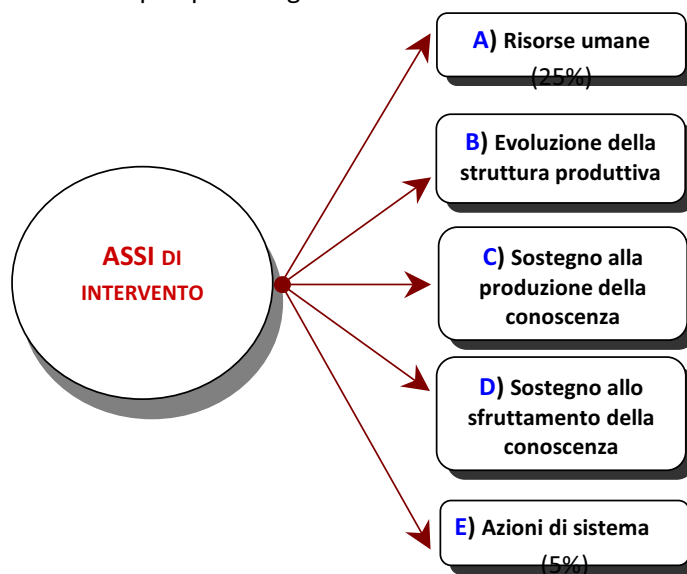 A) Risorse umane
(25%)
B) Evoluzione della
struttura produttiva
ASSI DI
INTERVENTO
C) Sostegno alla
produzione della
conoscenza
D) Sostegno allo
sfruttamento della
conoscenza
E) Azioni di sistema
(5%)